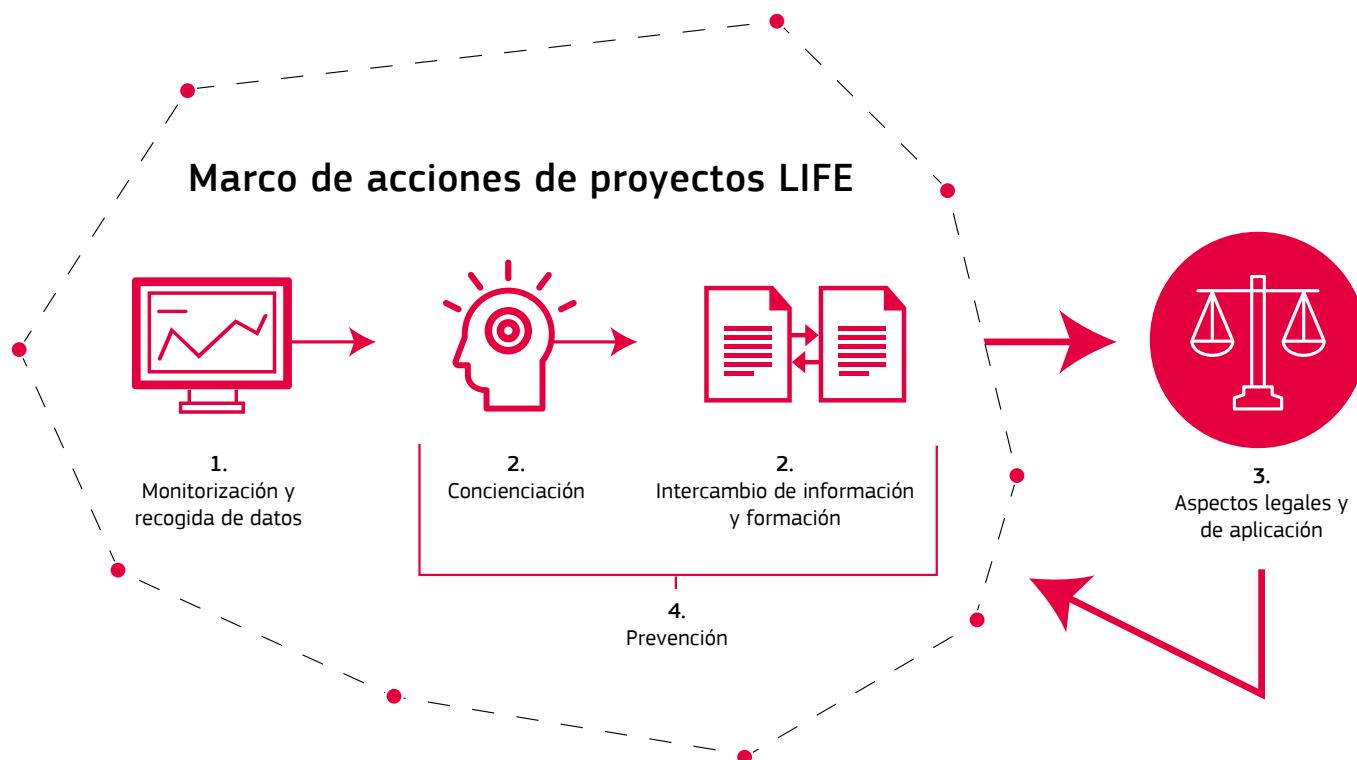 Marco de acciones de proyectos LIFE
1.
Monitorización y
recogida de datos
2.
Concienciación
2.
Intercambio de información
y formación
3.
Aspectos legales y
de aplicación
4.
Prevención